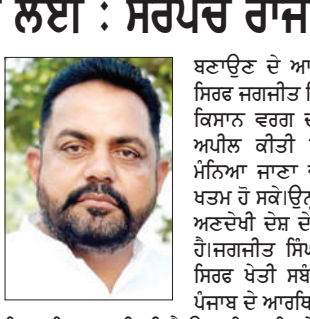 ਲਈ : ਸਰਪੰਚ ਰਾਜ
ਬਣਾਉਣ ਦੇ ਆ
ਸਿਰਫ ਜਗਜੀਤ
ਕਿਸਾਨ ਵਰਗ
ਅਪੀਲ ਕੀਤੀ
ਮੰਨਿਆ ਜਾਣਾ
ਖਤਮ ਹੋ ਸਕੇ।ਉਨ੍ਹ
ਅਣਦੇਖੀ ਦੇਸ਼ ਦੇ
ਹੈ।ਜਗਜੀਤ ਸਿੰਘ
ਸਿਰਫ ਖੇਤੀ ਸਬੰ
ਪੰਜਾਬ ਦੇ ਆਰਥਿ